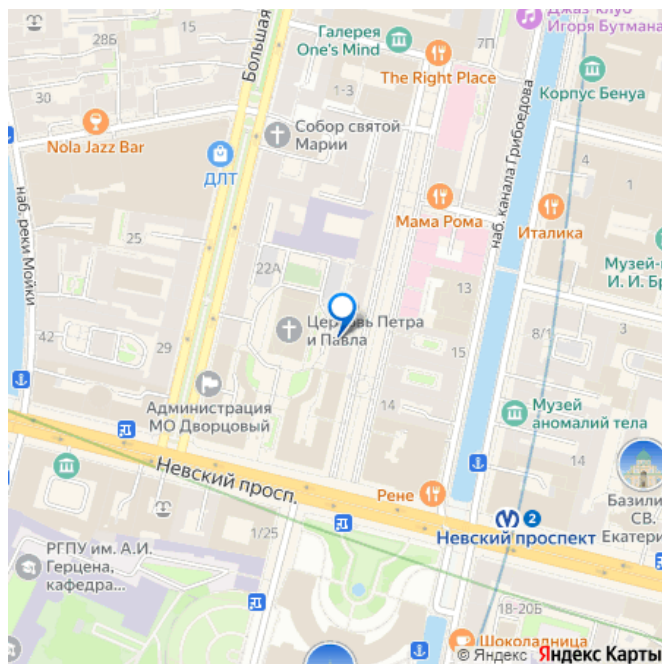 Джаз-клуб
Игоря Бутмана
Галерея
One's Mind
7П
28Б
Большая
The Right Place
Корпус Бенуа
30
1-3
Nola Jazz Bar
Собор святой
Марии
ДЛТ
4
1
наб. канала Грибоедова
наб. реки Мойки
Мама Рома
Италика
25
Музей-
И. И. Бр
22А
13
42
Церковь Петра
и Павла
8/1
29
15
Администрация
МО Дворцовый
14
Музей
аномалий тела
14
Невский просп.
Рене
Базили
СВ.
Екатери
2
Невский проспект
1/25
РГПУ им. А.И.
Герцена,
кафедра...
18-20Б
Шоколадница
© Яндекс Яндекс Карты